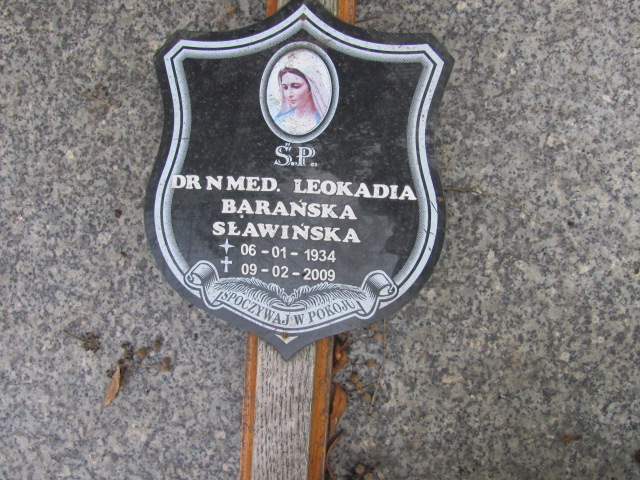 Ś.P.
DR N MED. LEOKADIA
BARAŃSKA
SŁAWIŃSKA
06-01-1934
09-02-2009
SPOCZYWAJ W POKOJU